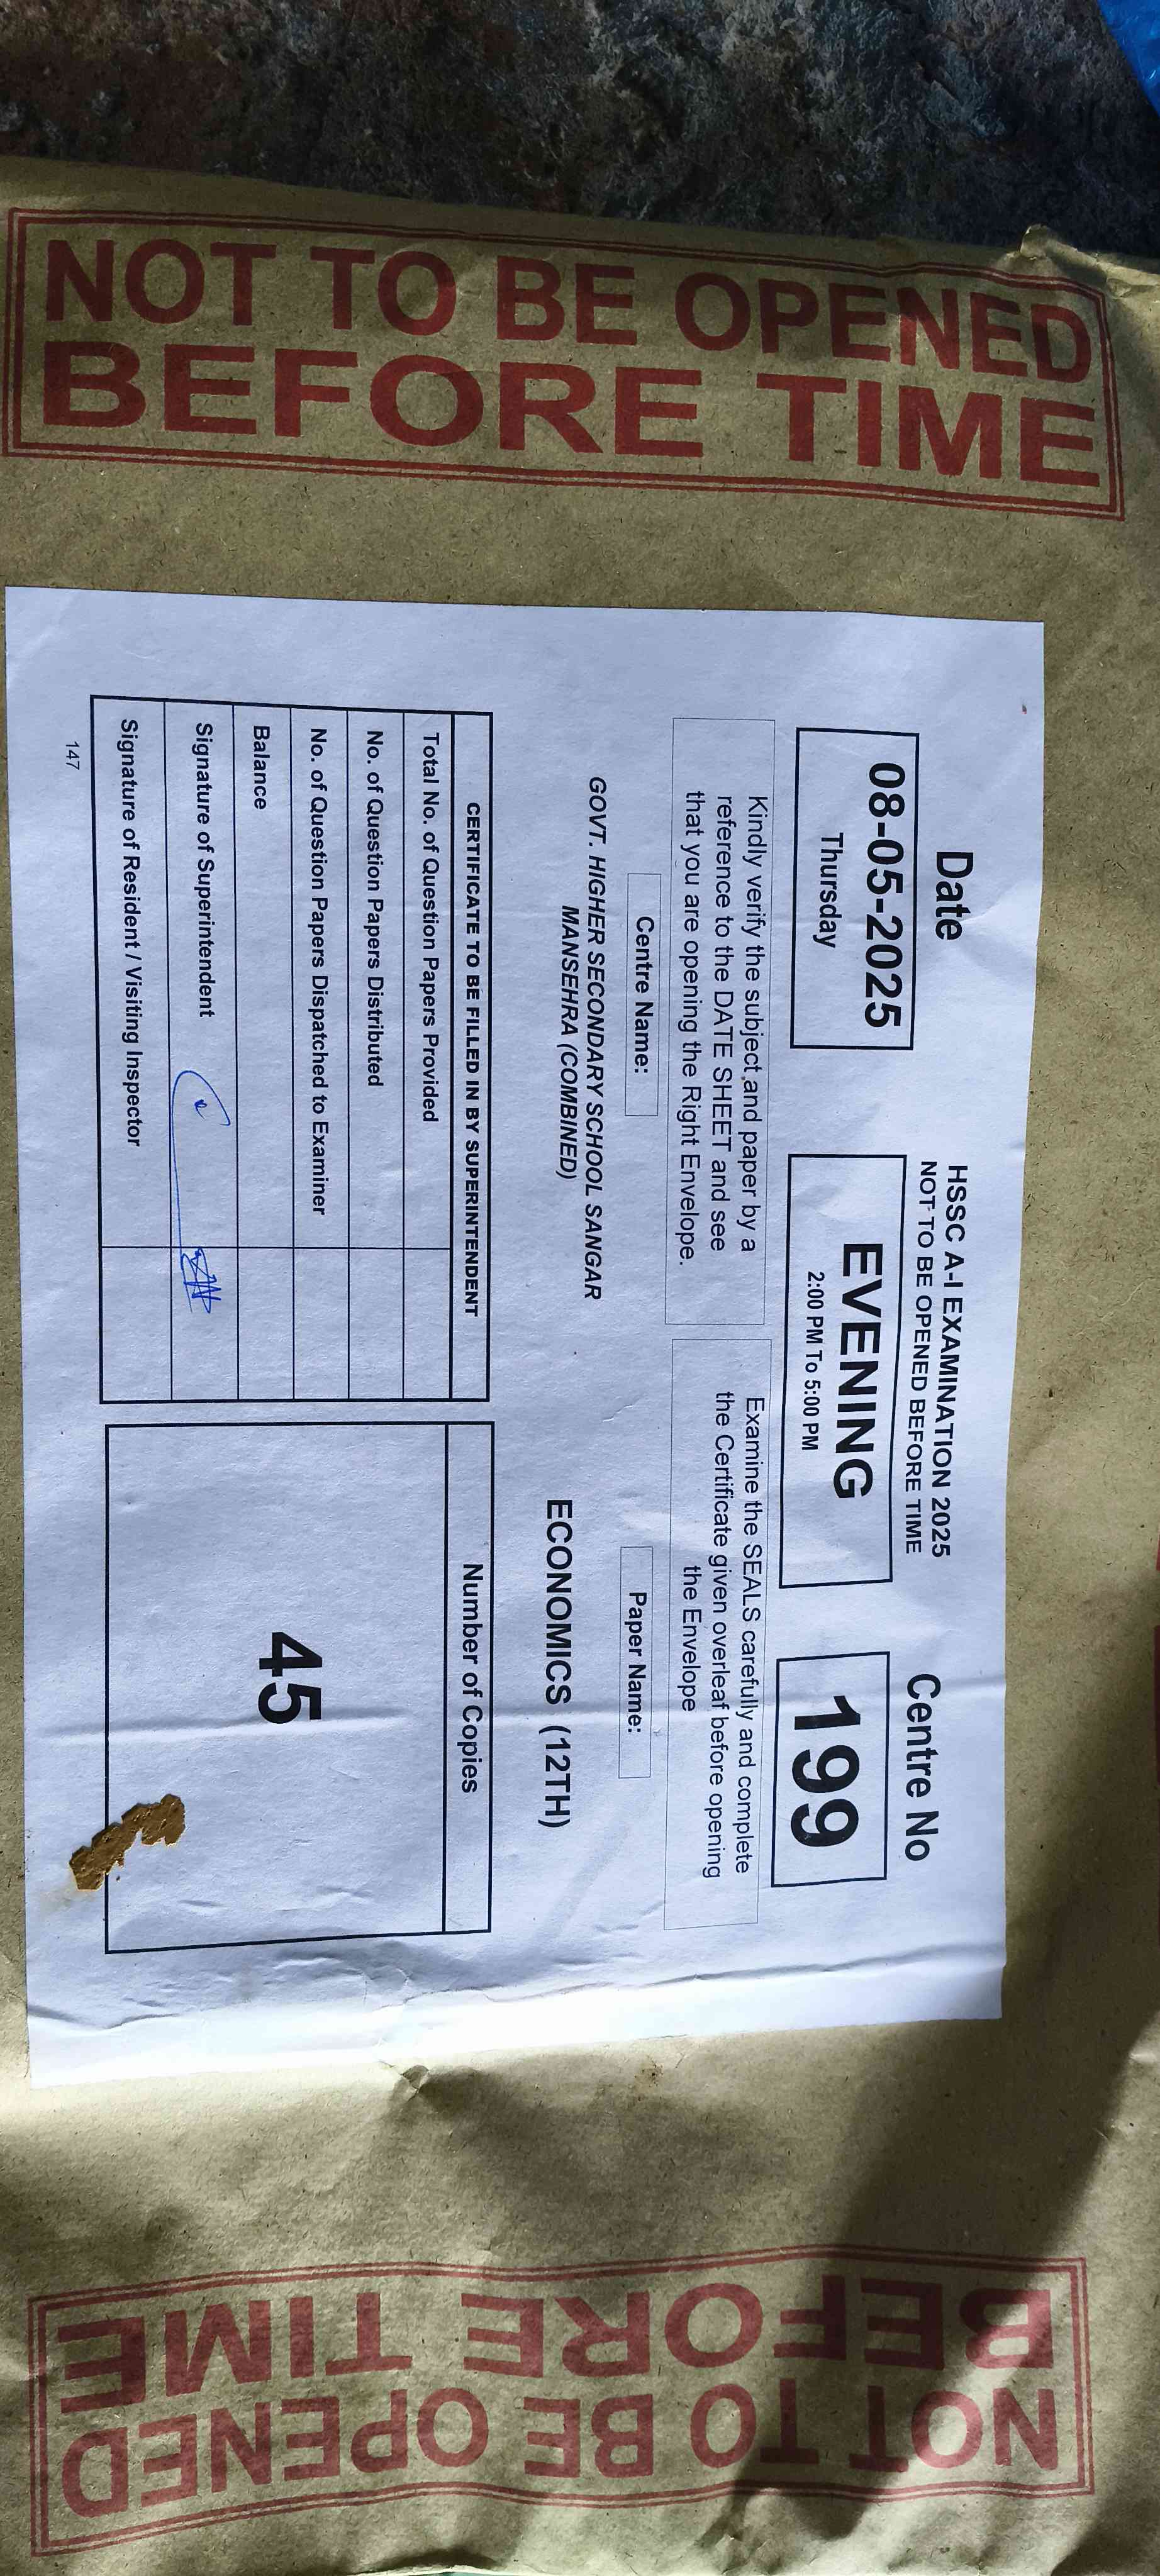 NOT TO BE OPENED
BEFORE TIME
Date
08-05-2025
Thursday
HSSC A-I EXAMINATION 2025
NOT TO BE OPENED BEFORE TIME
EVENING
2:00 PM To 5:00 PM
Centre No
199
Kindly verify the subject and paper by a
reference to the DATE SHEET and see
that you are opening the Right Envelope.
Examine the SEALS carefully and complete
the Certificate given overleaf before opening
the Envelope
Centre Name:
GOVT. HIGHER SECONDARY SCHOOL SANGAR
MANSEHRA (COMBINED)
Paper Name:
ECONOMICS (12TH)
CERTIFICATE TO BE FILLED IN BY SUPERINTENDENT
Total No. of Question Papers Provided
No. of Question Papers Distributed
No. of Question Papers Dispatched to Examiner
Balance
Signature of Superintendent
Signature of Resident / Visiting Inspector
Number of Copies
45
147
NOT TO BE OPENED
BEFORE TIME